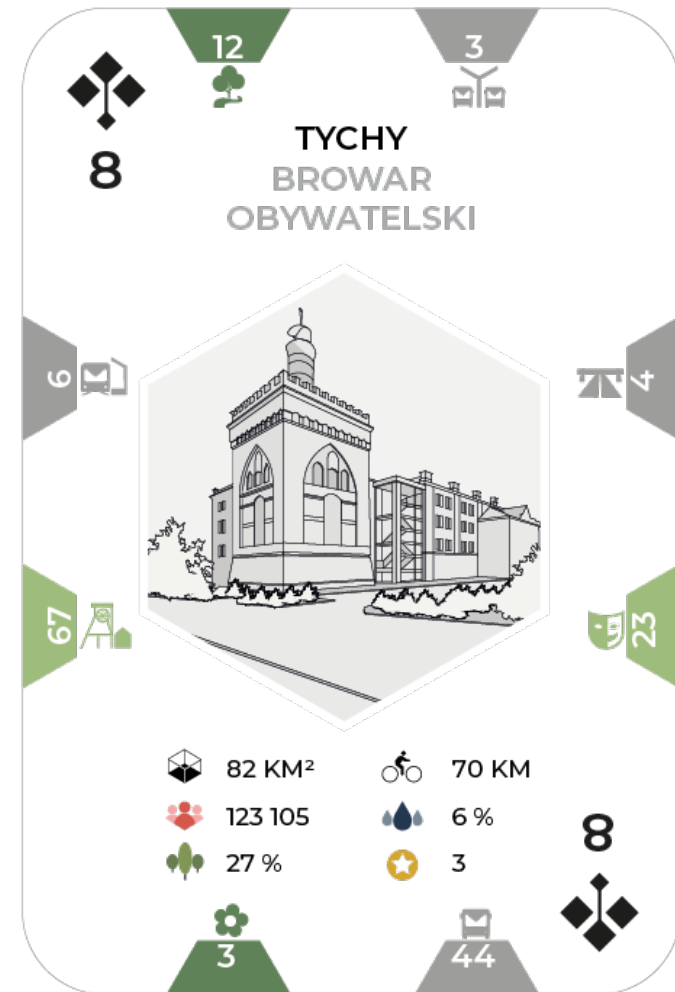 12
3
8
TYCHY
BROWAR
OBYWATELSKI
6
4
67
23
82 KM²
70 KM
123 105
6 %
27 %
3
8
3
44